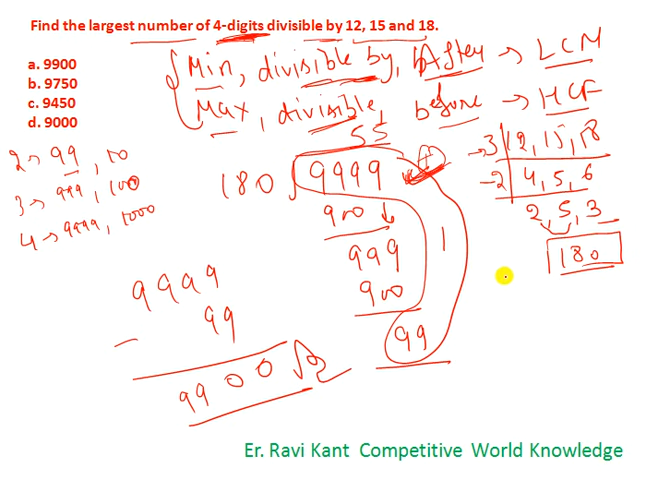 Find the largest number of 4-digits divisible by 12, 15 and 18.
a. 9900
b. 9750
c. 9450
d. 9000
Min, divisible by, After → LCM
Max, divisible, before → HCF
2→ 99, 10
3→ 999, 100
4→ 9999, 1000
55
180 9999
900
999
900
99
3 12, 15, 18
2 4, 5, 6
2, 5, 3
180
9999
- 99
9900
Er. Ravi Kant Competitive World Knowledge